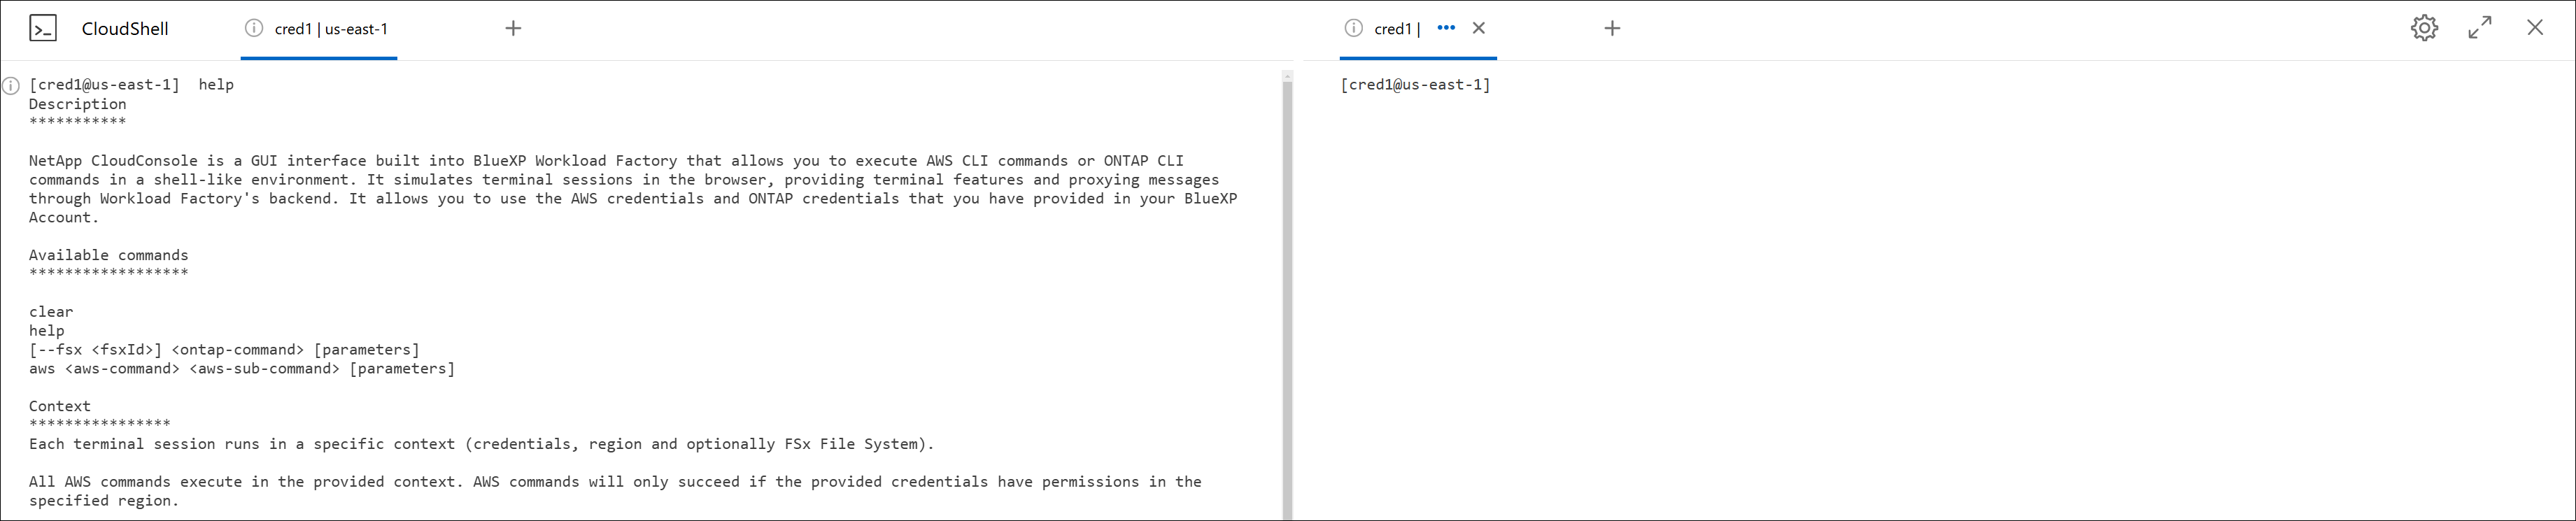 CloudShell
cred1 | us-east-1
[cred1@us-east-1]  help
Description
***********
NetApp CloudConsole is a GUI interface built into BlueXP Workload Factory that allows you to execute AWS CLI commands or ONTAP CLI
commands in a shell-like environment. It simulates terminal sessions in the browser, providing terminal features and proxying messages
through Workload Factory's backend. It allows you to use the AWS credentials and ONTAP credentials that you have provided in your BlueXP
Account.
Available commands
******************
clear
help
[--fsx <fsxId>] <ontap-command> [parameters]
aws <aws-command> <aws-sub-command> [parameters]
Context
****************
Each terminal session runs in a specific context (credentials, region and optionally FSx File System).
All AWS commands execute in the provided context. AWS commands will only succeed if the provided credentials have permissions in the
specified region.
cred1 |
[cred1@us-east-1]